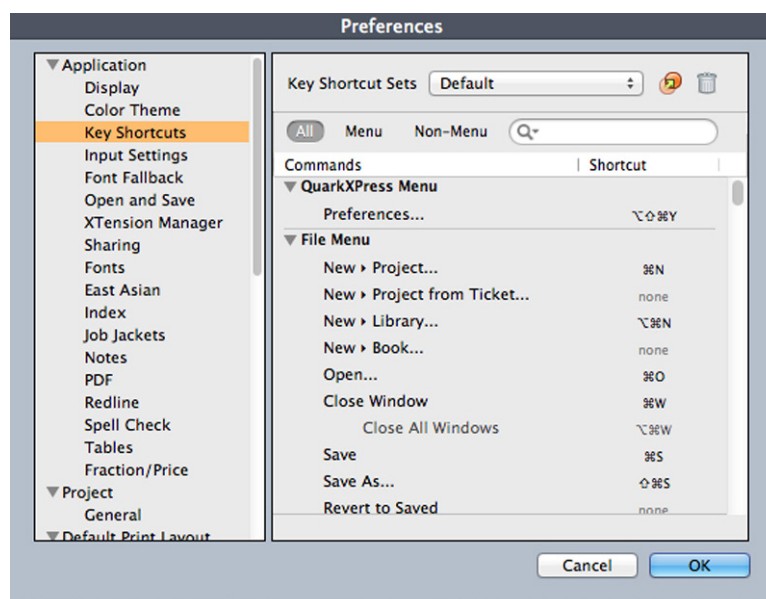 Preferences
Application
Display
Color Theme
Key Shortcuts
Input Settings
Font Fallback
Open and Save
XTension Manager
Sharing
Fonts
East Asian
Index
Job Jackets
Notes
PDF
Redline
Spell Check
Tables
Fraction/Price
Project
General
Default Print Layout
Key Shortcut Sets Default
All Menu Non-Menu
Commands Shortcut
QuarkXPress Menu
Preferences... ⌥⇧⌘Y
File Menu
New ▸ Project... ⌘N
New ▸ Project from Ticket... none
New ▸ Library... ⌥⌘N
New ▸ Book... none
Open... ⌘O
Close Window ⌘W
Close All Windows ⌥⌘W
Save ⌘S
Save As... ⇧⌘S
Revert to Saved none
Cancel OK